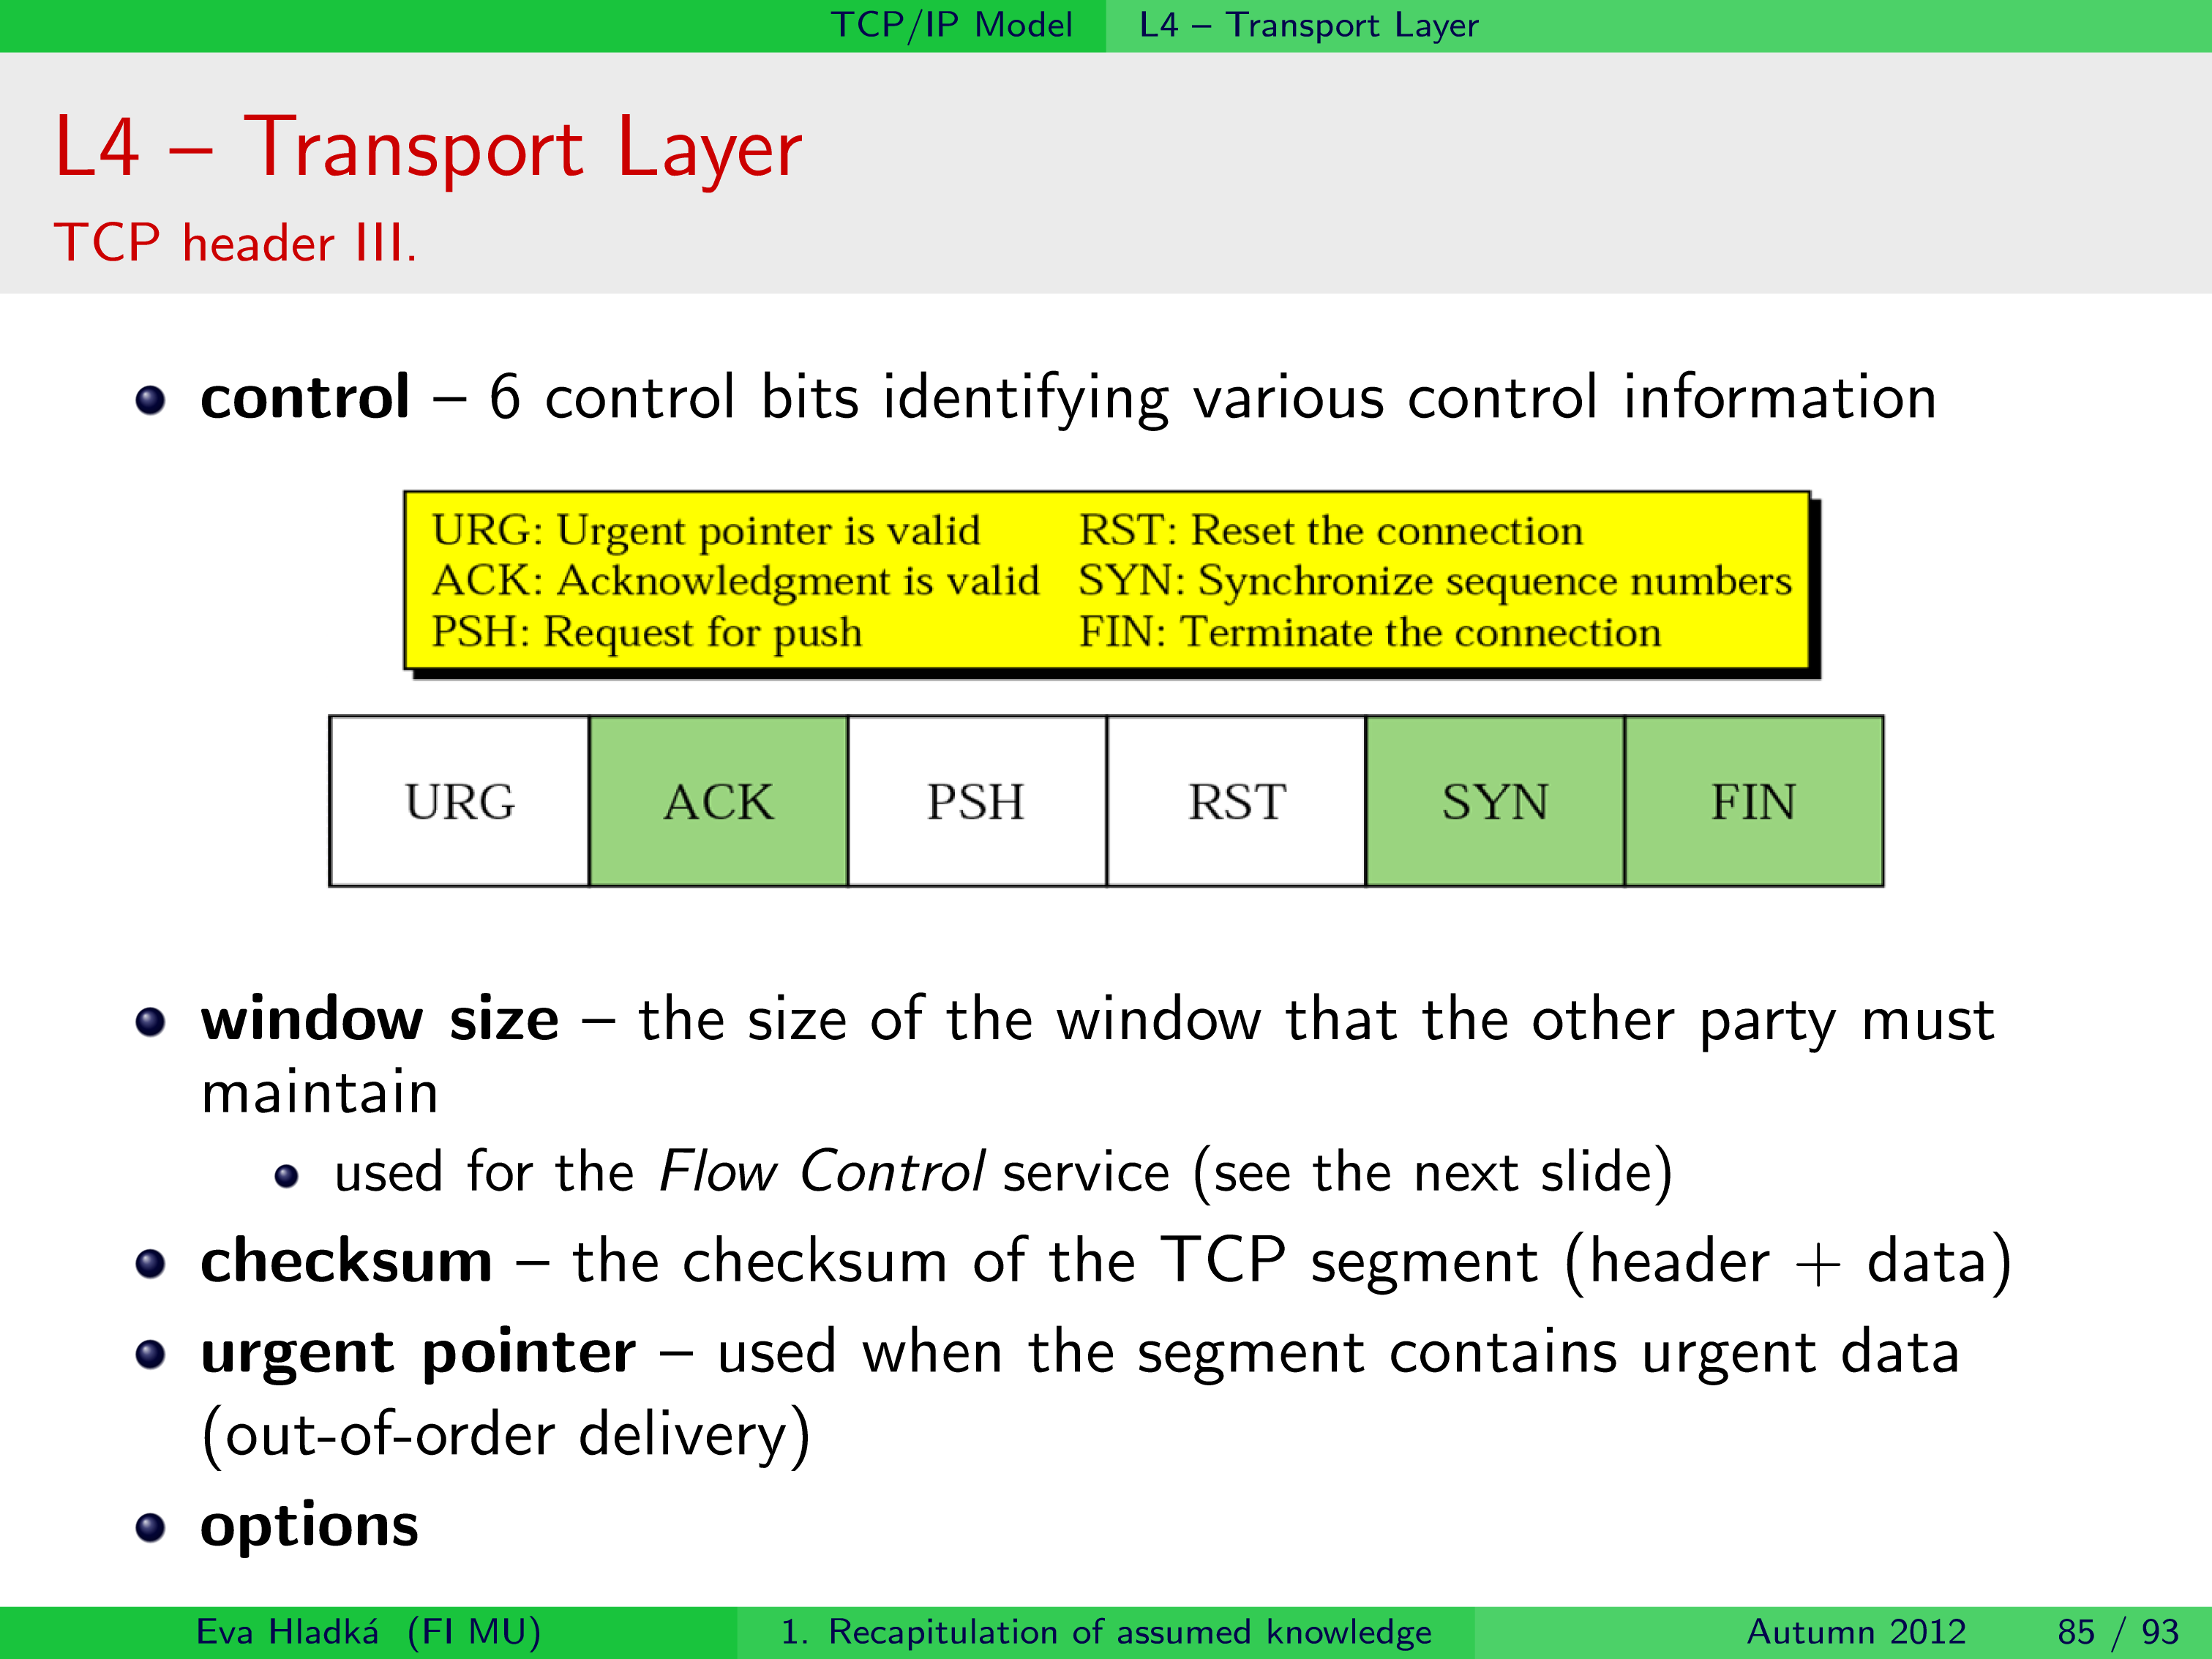 TCP/IP Model L4 – Transport Layer
L4 – Transport Layer
TCP header III.
control – 6 control bits identifying various control information
URG: Urgent pointer is valid RST: Reset the connection
ACK: Acknowledgment is valid SYN: Synchronize sequence numbers
PSH: Request for push FIN: Terminate the connection
URG ACK PSH RST SYN FIN
window size – the size of the window that the other party must
maintain
used for the Flow Control service (see the next slide)
checksum – the checksum of the TCP segment (header + data)
urgent pointer – used when the segment contains urgent data
(out-of-order delivery)
options
Eva Hladká (FI MU) 1. Recapitulation of assumed knowledge Autumn 2012 85 / 93